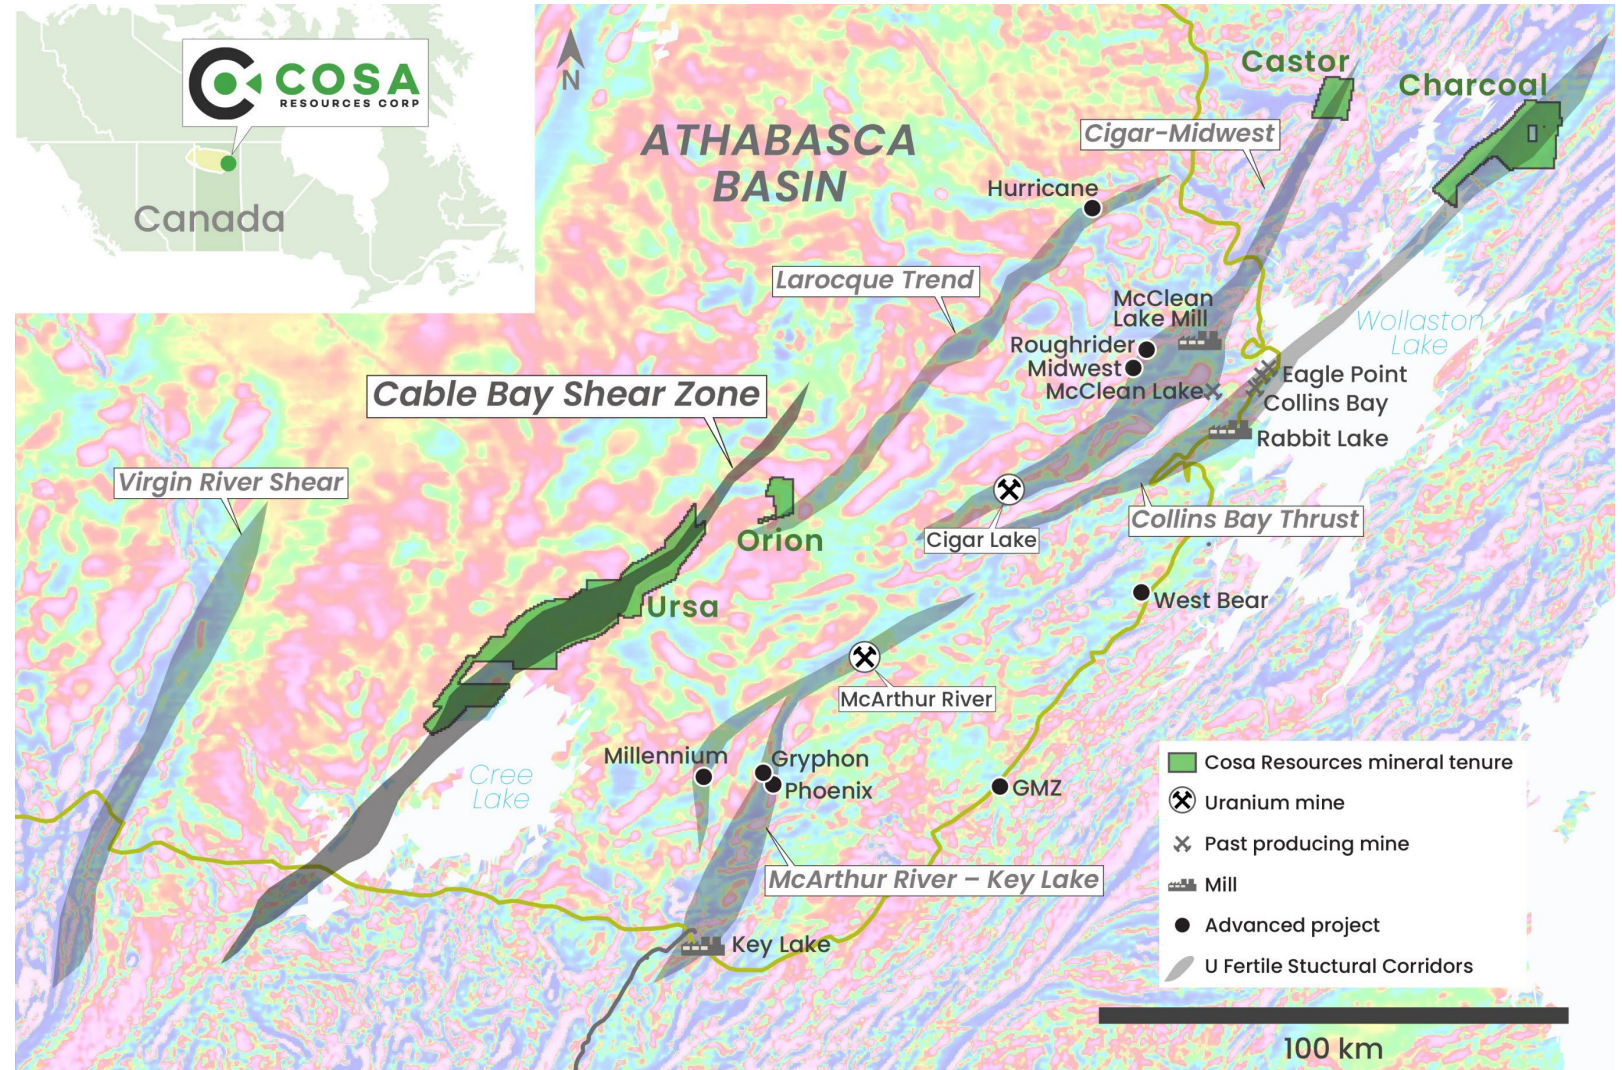 COSA
RESOURCES CORP
Canada
N
ATHABASCA
BASIN
Castor
Charcoal
Cigar-Midwest
Hurricane
Larocque Trend
McClean
Lake Mill
Roughrider
Midwest
McClean Lake
Wollaston
Lake
Eagle Point
Collins Bay
Rabbit Lake
Cable Bay Shear Zone
Virgin River Shear
Orion
Cigar Lake
Collins Bay Thrust
Ursa
West Bear
McArthur River
Millennium
Gryphon
Phoenix
Cree
Lake
GMZ
McArthur River – Key Lake
Key Lake
Cosa Resources mineral tenure
Uranium mine
Past producing mine
Mill
Advanced project
U Fertile Stuctural Corridors
100 km